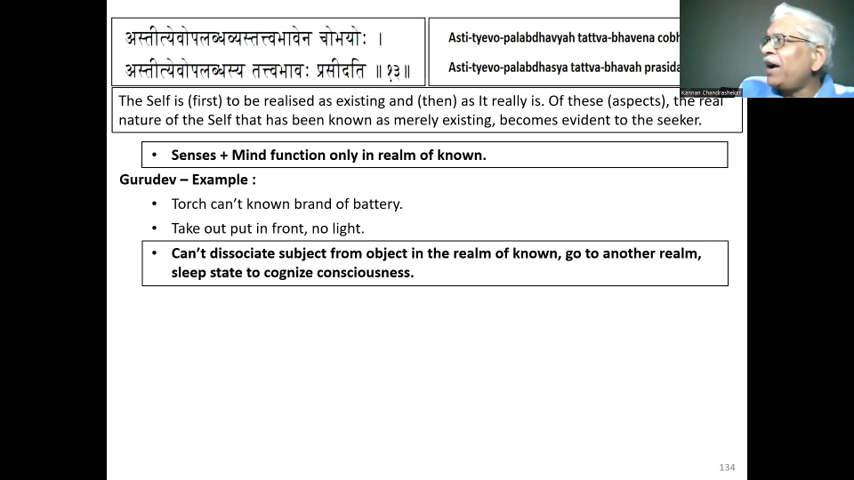 अस्तीत्येवोपलब्धव्यस्तत्त्वभावेन चोभयोः ।
अस्तीत्येवोपलब्धस्य तत्त्वभावः प्रसीदति ॥ १३ ॥
Asti-tyevo-palabdhavyah tattva-bhavena cobh
Asti-tyevo-palabdhasya tattva-bhavah prasida
Kannan Chandrashekar
The Self is (first) to be realised as existing and (then) as It really is. Of these (aspects), the real
nature of the Self that has been known as merely existing, becomes evident to the seeker.
• Senses + Mind function only in realm of known.
Gurudev – Example :
• Torch can’t known brand of battery.
• Take out put in front, no light.
• Can’t dissociate subject from object in the realm of known, go to another realm,
sleep state to cognize consciousness.
134